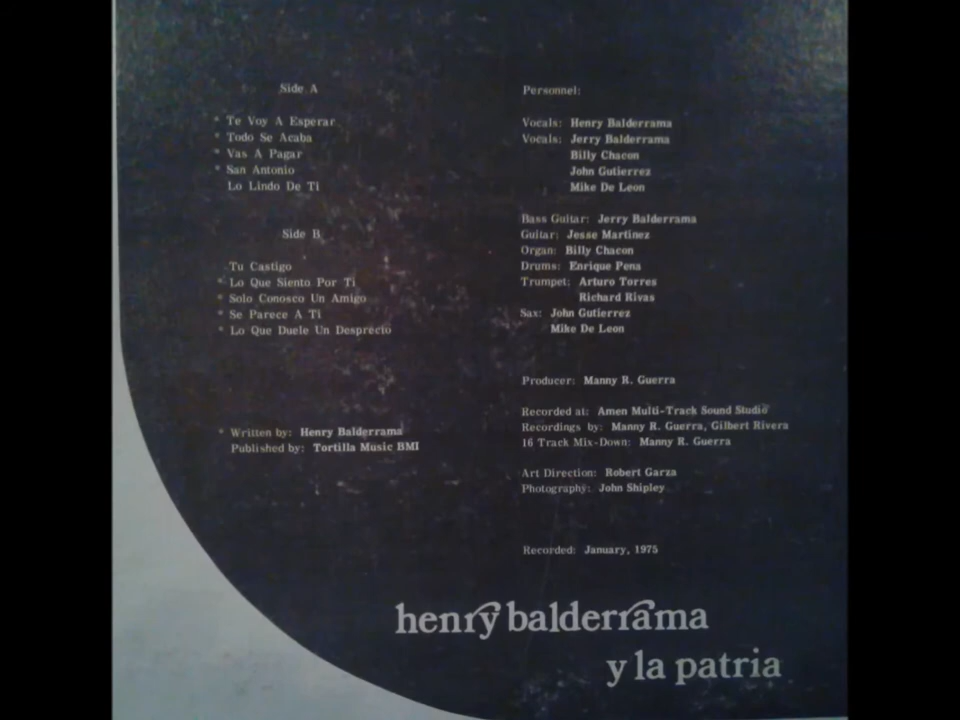 Side A
* Te Voy A Esperar
* Todo Se Acaba
* Vas A Pagar
* San Antonio
Lo Lindo De Ti
Side B
Tu Castigo
* Lo Que Siento Por Ti
* Solo Conosco Un Amigo
* Se Parece A Ti
* Lo Que Duele Un Desprecio
* Written by: Henry Balderrama
Published by: Tortilla Music BMI
Personnel:
Vocals: Henry Balderrama
Vocals: Jerry Balderrama
Billy Chacon
John Gutierrez
Mike De Leon
Bass Guitar: Jerry Balderrama
Guitar: Jesse Martinez
Organ: Billy Chacon
Drums: Enrique Pena
Trumpet: Arturo Torres
Richard Rivas
Sax: John Gutierrez
Mike De Leon
Producer: Manny R. Guerra
Recorded at: Amen Multi-Track Sound Studio
Recordings by: Manny R. Guerra, Gilbert Rivera
16 Track Mix-Down: Manny R. Guerra
Art Direction: Robert Garza
Photography: John Shipley
Recorded: January, 1975
henry balderrama
y la patria